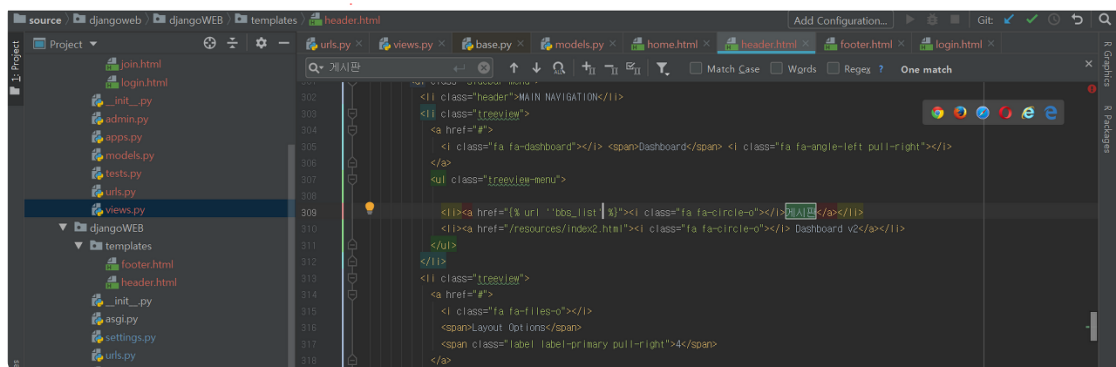 source djangoweb djangoWEB templates header.html Add Configuration... Git:
Project urls.py views.py base.py models.py home.html header.html footer.html login.html
1: Project
R Graphics
R Packages
게시판 Match Case Words Regex ? One match
join.html
login.html
__init__.py
admin.py
apps.py
models.py
tests.py
urls.py
views.py
djangoWEB
templates
footer.html
header.html
__init__.py
asgi.py
settings.py
urls.py
302 <li class="header">MAIN NAVIGATION</li>
303 <li class="treeview">
304 <a href="#">
305 <i class="fa fa-dashboard"></i> <span>Dashboard</span> <i class="fa fa-angle-left pull-right"></i>
306 </a>
307 <ul class="treeview-menu">
308
309 <li><a href="{% url ''bbs_list' %}"><i class="fa fa-circle-o"></i>게시판</a></li>
310 <li><a href="/resources/index2.html"><i class="fa fa-circle-o"></i> Dashboard v2</a></li>
311 </ul>
312 </li>
313 <li class="treeview">
314 <a href="#">
315 <i class="fa fa-files-o"></i>
316 <span>Layout Options</span>
317 <span class="label label-primary pull-right">4</span>
318 </a>